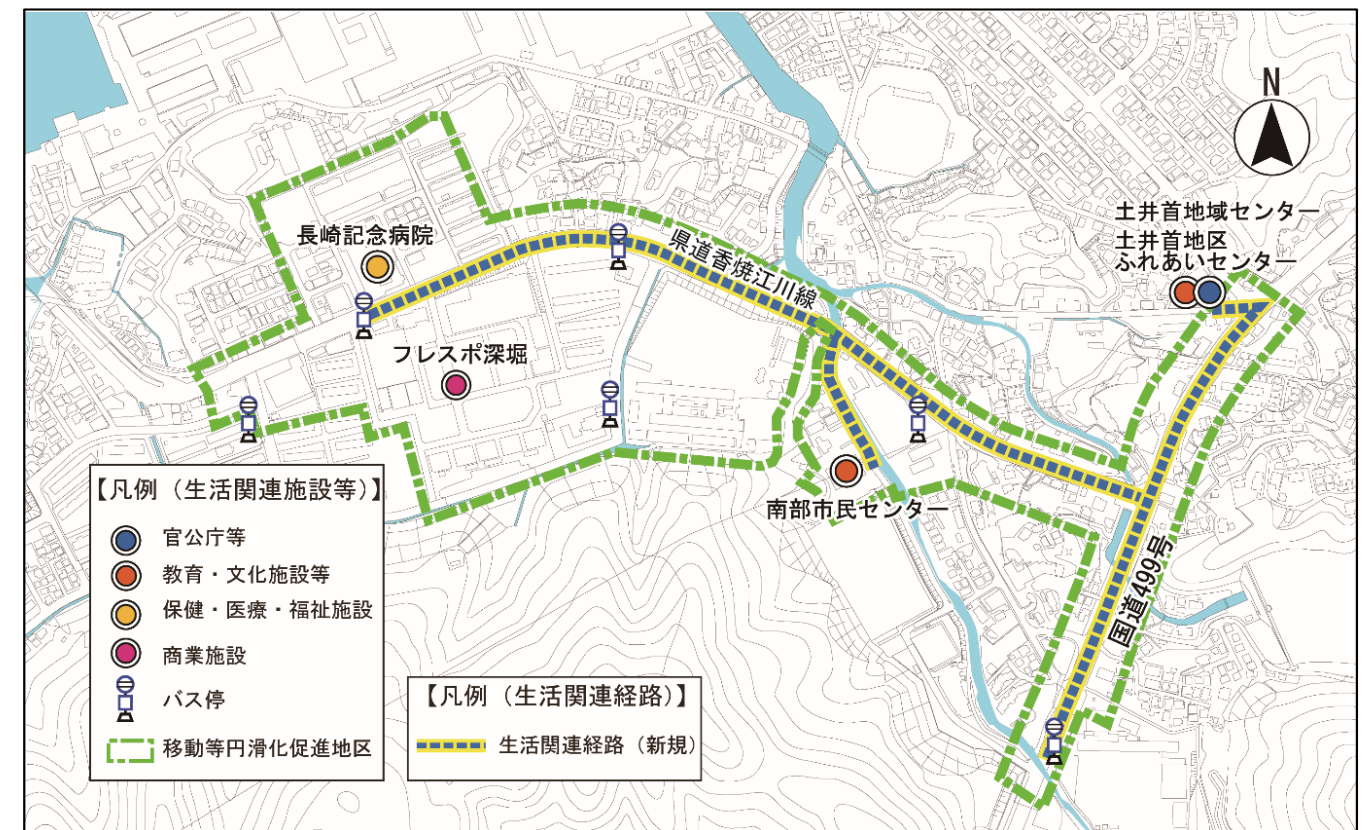 N
土井首地域センター
土井首地区
ふれあいセンター
長崎記念病院
県道香焼江川線
フレスポ深堀
南部市民センター
国道499号
【凡例（生活関連施設等）】
官公庁等
教育・文化施設等
保健・医療・福祉施設
商業施設
バス停
移動等円滑化促進地区
【凡例（生活関連経路）】
生活関連経路（新規）